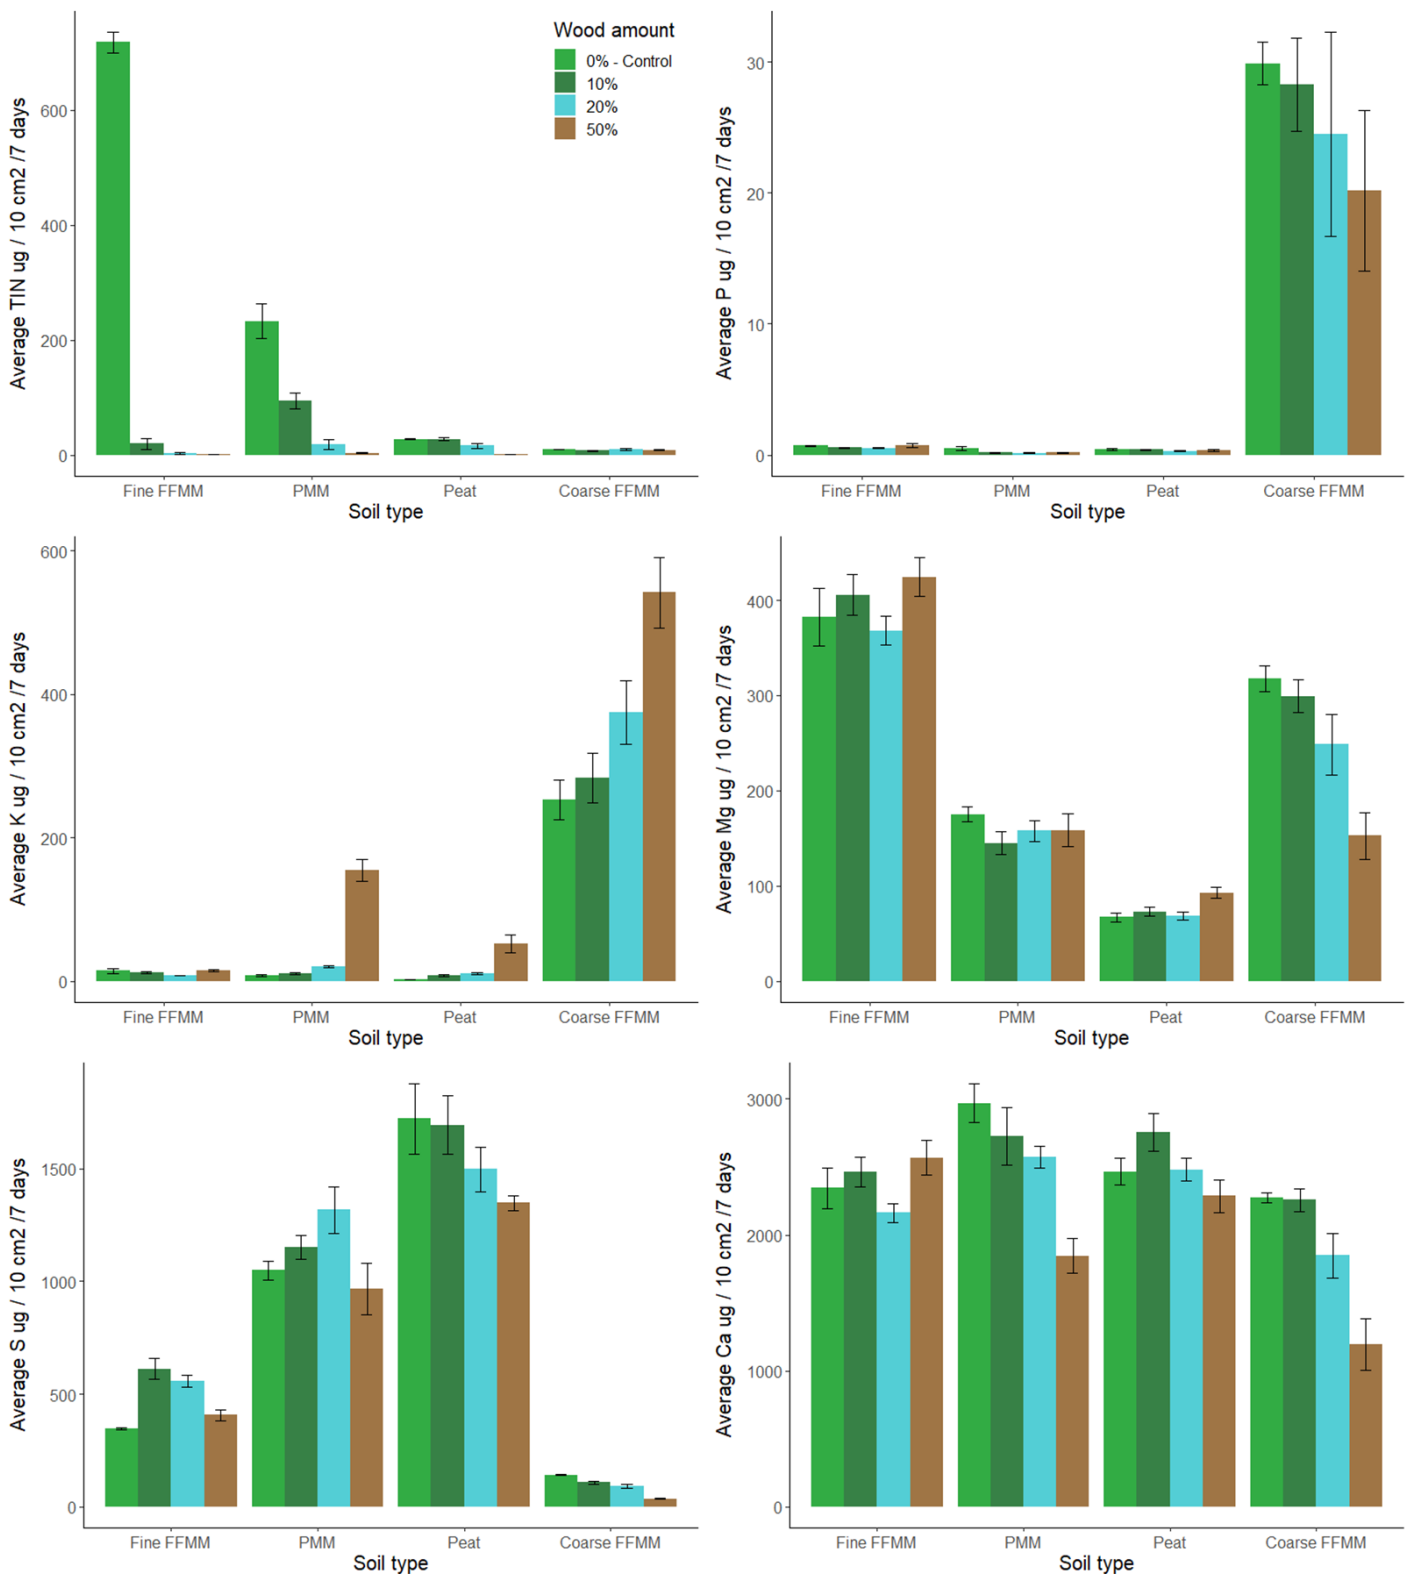 Wood amount
0% - Control
10%
20%
50%
Average TIN ug / 10 cm2 /7 days
600
400
200
0
Fine FFMM
PMM
Peat
Coarse FFMM
Soil type
Average P ug / 10 cm2 /7 days
30
20
10
0
Fine FFMM
PMM
Peat
Coarse FFMM
Soil type
Average K ug / 10 cm2 /7 days
600
400
200
0
Fine FFMM
PMM
Peat
Coarse FFMM
Soil type
Average Mg ug / 10 cm2 /7 days
400
300
200
100
0
Fine FFMM
PMM
Peat
Coarse FFMM
Soil type
Average S ug / 10 cm2 /7 days
1500
1000
500
0
Fine FFMM
PMM
Peat
Coarse FFMM
Soil type
Average Ca ug / 10 cm2 /7 days
3000
2000
1000
0
Fine FFMM
PMM
Peat
Coarse FFMM
Soil type